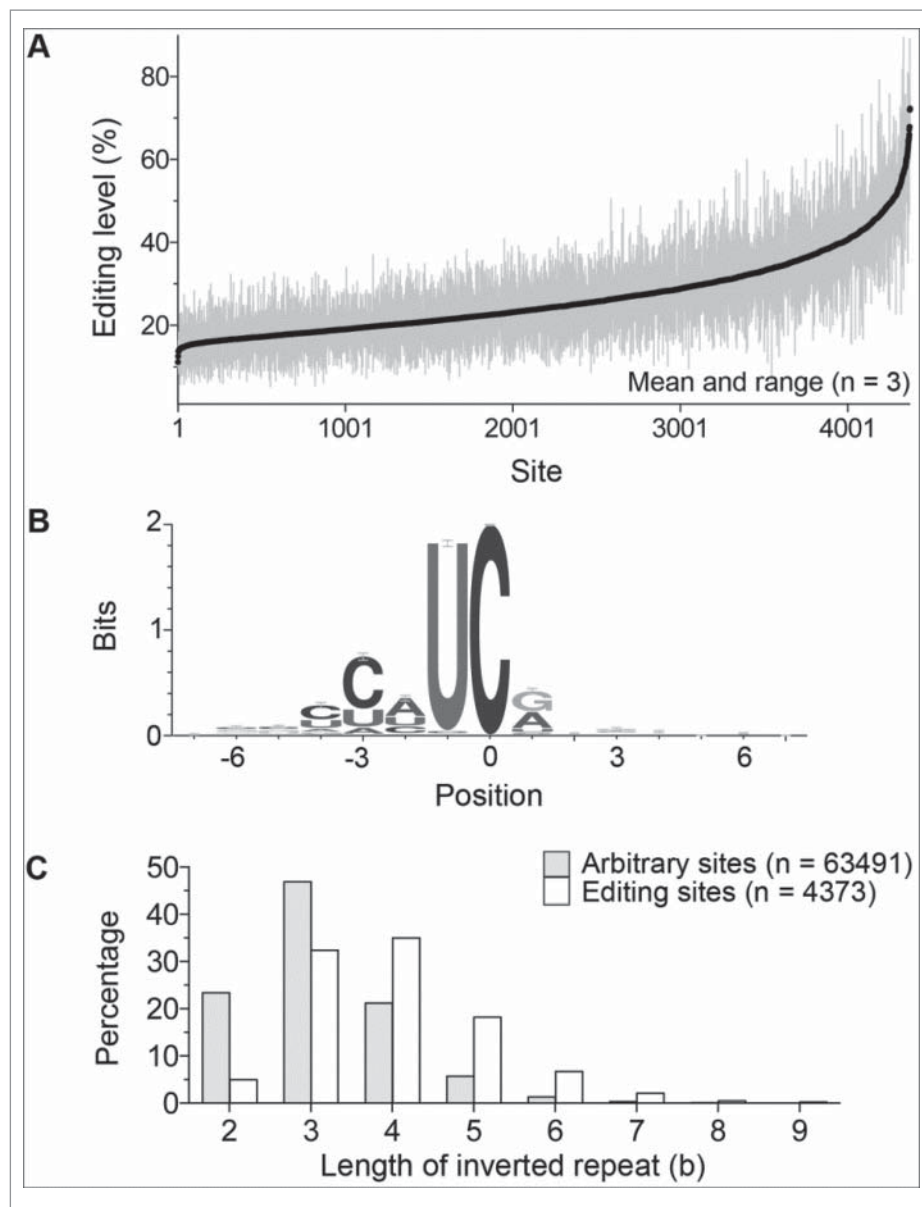 A
80
60
40
20
Editing level (%)
Mean and range (n = 3)
1 1001 2001 3001 4001
Site
B
2
1
0
Bits
C U A C U A A U C U C G A
-6 -3 0 3 6
Position
C
50
40
30
20
10
0
Percentage
Arbitrary sites (n = 63491)
Editing sites (n = 4373)
2 3 4 5 6 7 8 9
Length of inverted repeat (b)